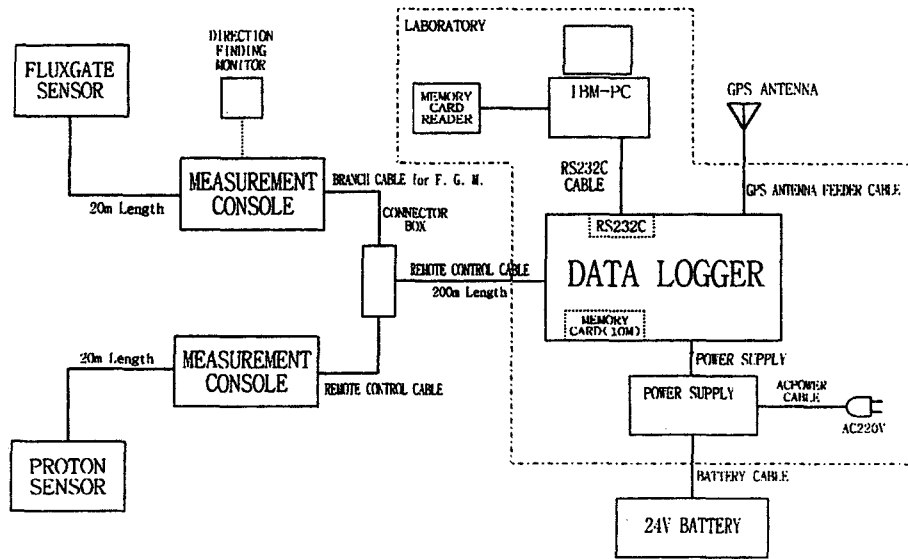 DIRECTION
FINDING
MONITOR
FLUXGATE
SENSOR
LABORATORY
MEMORY
CARD
READER
IBM-PC
GPS ANTENNA
MEASUREMENT
CONSOLE
20m Length
BRANCH CABLE for F. G. M.
CONNECTOR
BOX
RS232C
CABLE
GPS ANTENNA FEEDER CABLE
RS232C
DATA LOGGER
MEMORY
CARD(10M)
REMOTE CONTROL CABLE
200m Length
20m Length
MEASUREMENT
CONSOLE
REMOTE CONTROL CABLE
POWER SUPPLY
POWER SUPPLY
ACPOWER
CABLE
AC220V
PROTON
SENSOR
BATTERY CABLE
24V BATTERY